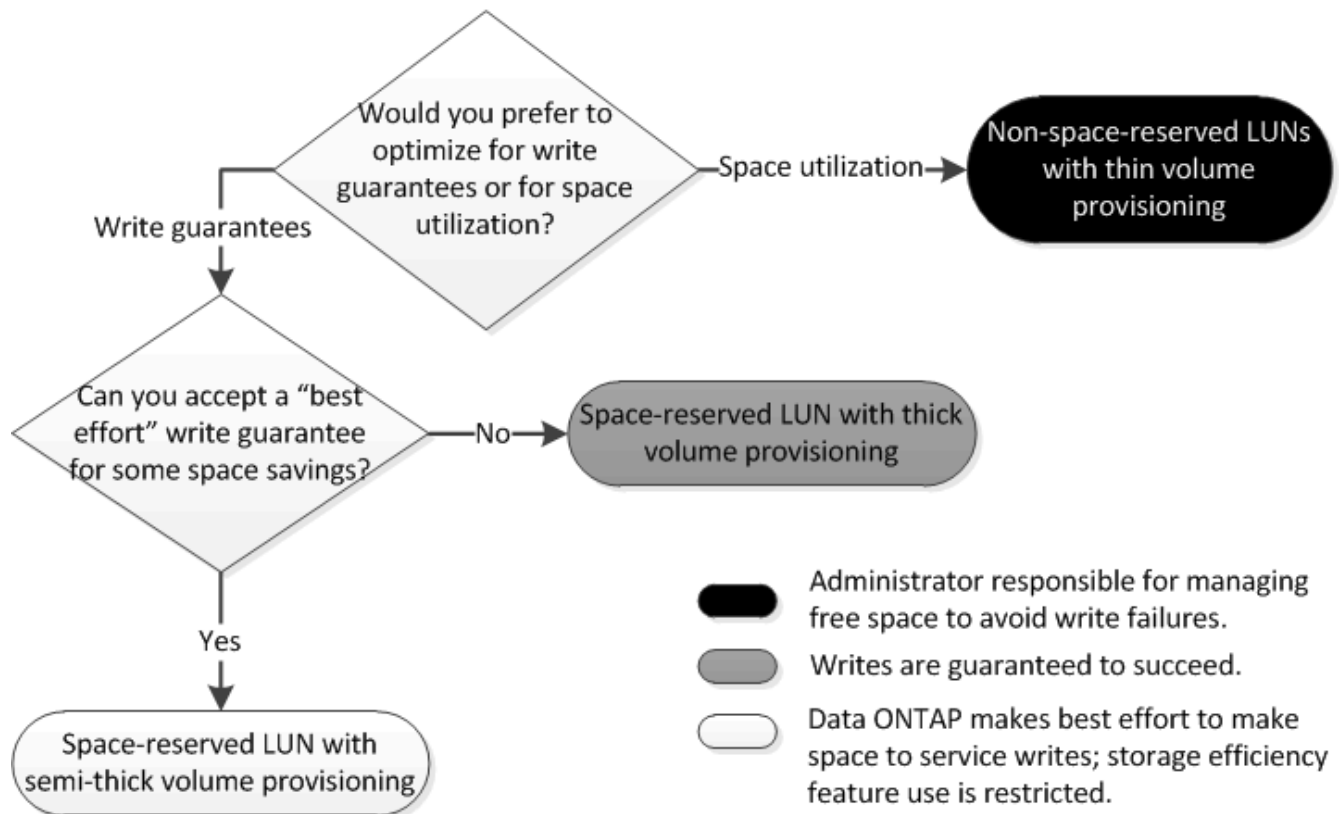 Would you prefer to
optimize for write
guarantees or for space
utilization?
Space utilization
Non-space-reserved LUNs
with thin volume
provisioning
Write guarantees
Can you accept a “best
effort” write guarantee
for some space savings?
No
Space-reserved LUN with thick
volume provisioning
Yes
Space-reserved LUN with
semi-thick volume provisioning
Administrator responsible for managing
free space to avoid write failures.
Writes are guaranteed to succeed.
Data ONTAP makes best effort to make
space to service writes; storage efficiency
feature use is restricted.